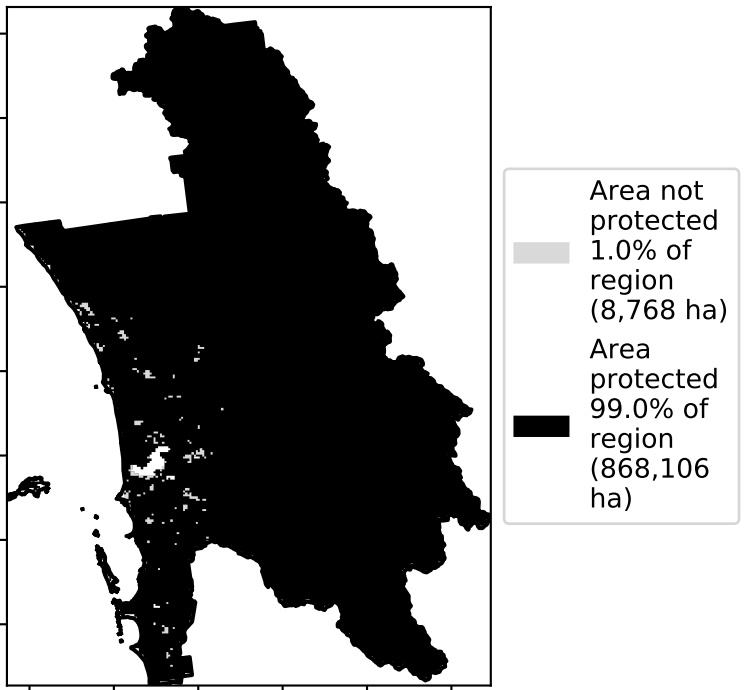 Area not
protected
1.0% of
region
(8,768 ha)
Area
protected
99.0% of
region
(868,106
ha)